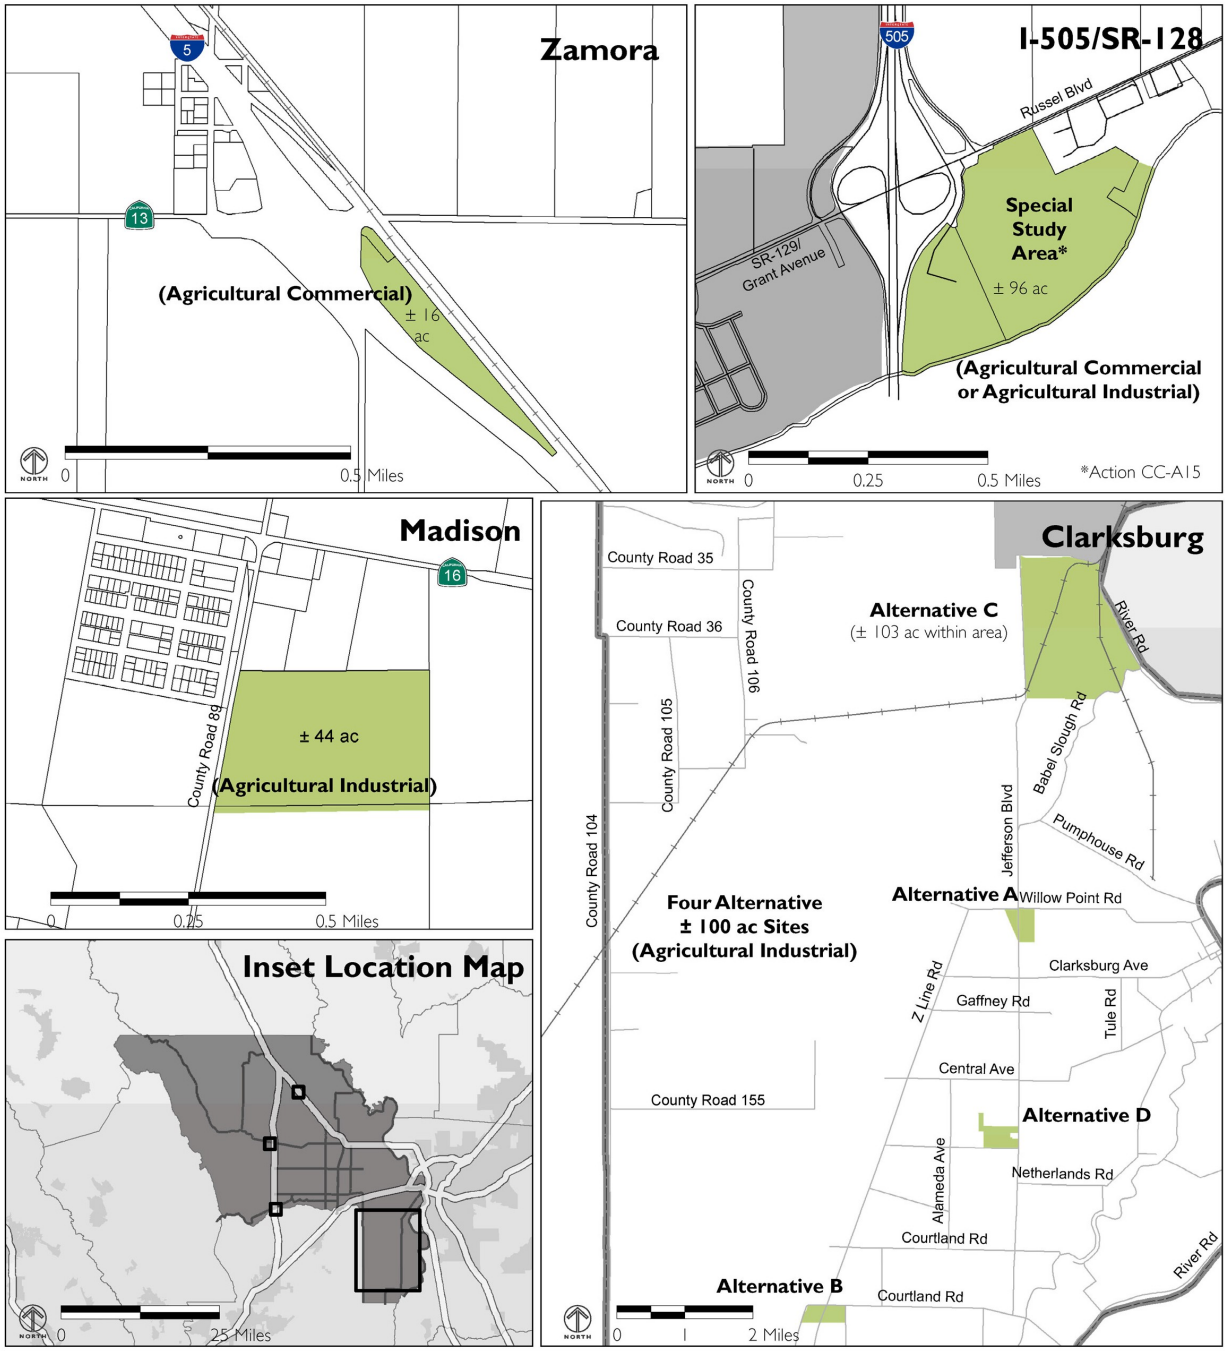 Zamora
INTERSTATE
5
CALIFORNIA
13
(Agricultural Commercial)
± 16
ac
NORTH
0
0.5 Miles
I-505/SR-128
INTERSTATE
505
Russel Blvd
Special
Study
Area*
± 96 ac
SR-129/
Grant Avenue
(Agricultural Commercial
or Agricultural Industrial)
NORTH
0
0.25
0.5 Miles
*Action CC-A15
Madison
CALIFORNIA
16
County Road 89
± 44 ac
(Agricultural Industrial)
0
0.25
0.5 Miles
Inset Location Map
NORTH
0
25 Miles
Clarksburg
County Road 35
County Road 36
County Road 106
County Road 105
County Road 104
Alternative C
(± 103 ac within area)
River Rd
Babel Slough Rd
Jefferson Blvd
Pumphouse Rd
Alternative A
Willow Point Rd
Four Alternative
± 100 ac Sites
(Agricultural Industrial)
Clarksburg Ave
Z Line Rd
Gaffney Rd
Tule Rd
Central Ave
County Road 155
Alternative D
Alameda Ave
Netherlands Rd
Courtland Rd
River Rd
Alternative B
Courtland Rd
NORTH
0
1
2 Miles